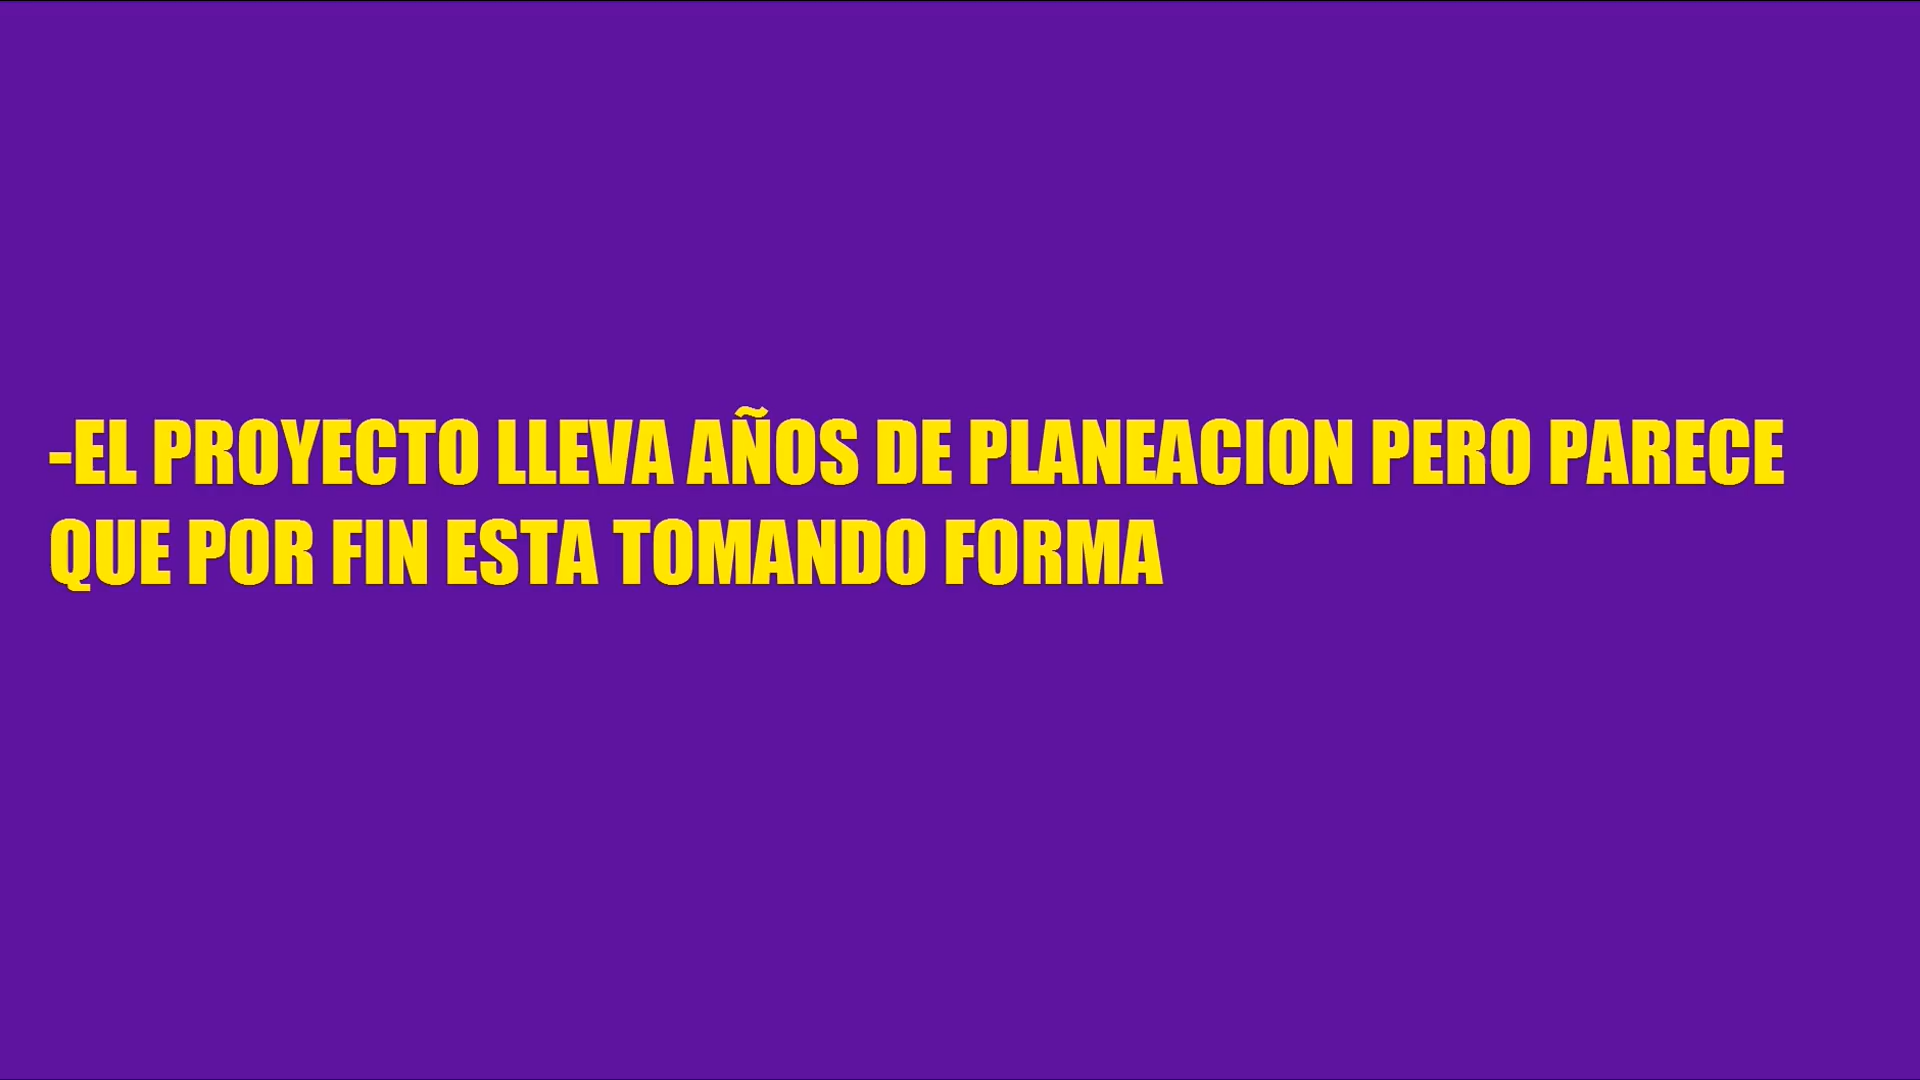 -EL PROYECTO LLEVA AÑOS DE PLANEACION PERO PARECE
QUE POR FIN ESTA TOMANDO FORMA